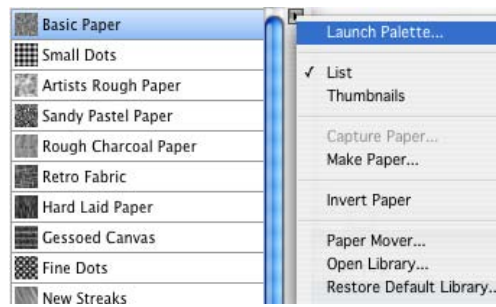 Basic Paper
Small Dots
Artists Rough Paper
Sandy Pastel Paper
Rough Charcoal Paper
Retro Fabric
Hard Laid Paper
Gessoed Canvas
Fine Dots
New Streaks
Launch Palette...
✓ List
Thumbnails
Capture Paper...
Make Paper...
Invert Paper
Paper Mover...
Open Library...
Restore Default Library..